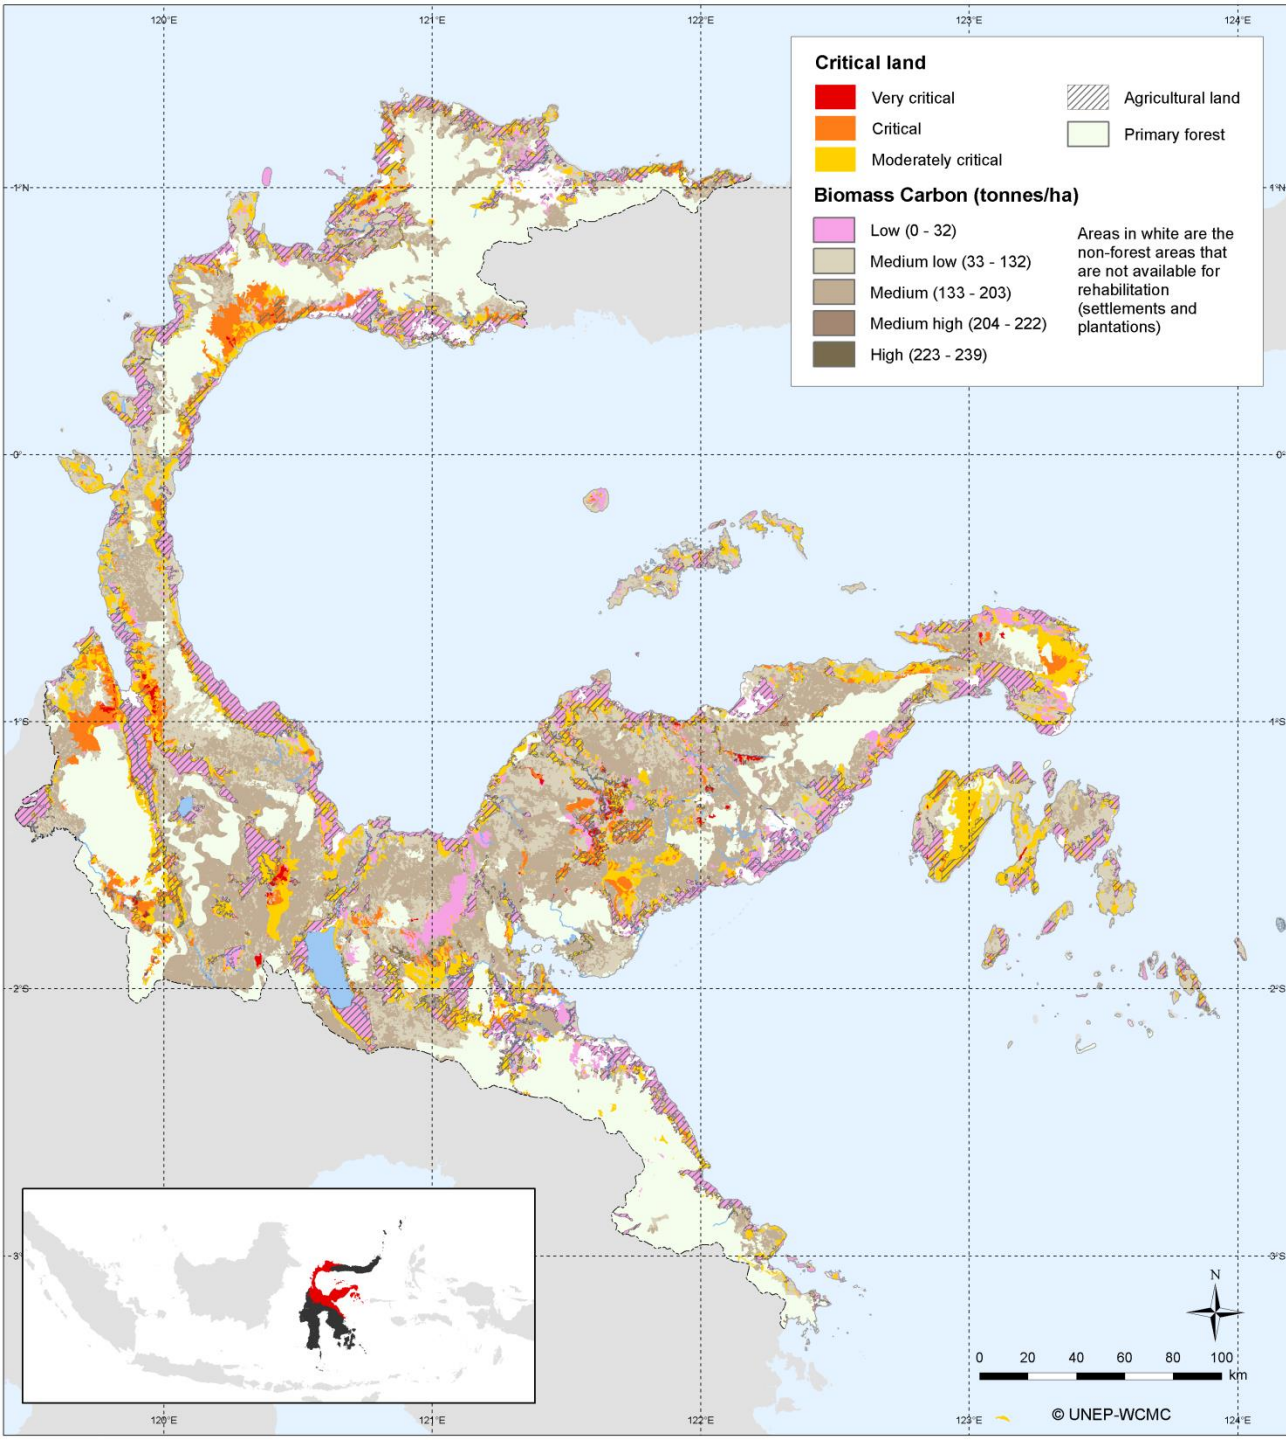 120°E
121°E
122°E
123°E
124°E
Critical land
Very critical
Critical
Moderately critical
Agricultural land
Primary forest
Biomass Carbon (tonnes/ha)
Low (0 - 32)
Medium low (33 - 132)
Medium (133 - 203)
Medium high (204 - 222)
High (223 - 239)
Areas in white are the
non-forest areas that
are not available for
rehabilitation
(settlements and
plantations)
1°N
1°N
0°
0°
1°S
1°S
2°S
2°S
3°S
3°S
N
0 20 40 60 80 100
km
© UNEP-WCMC
120°E
121°E
122°E
123°E
124°E